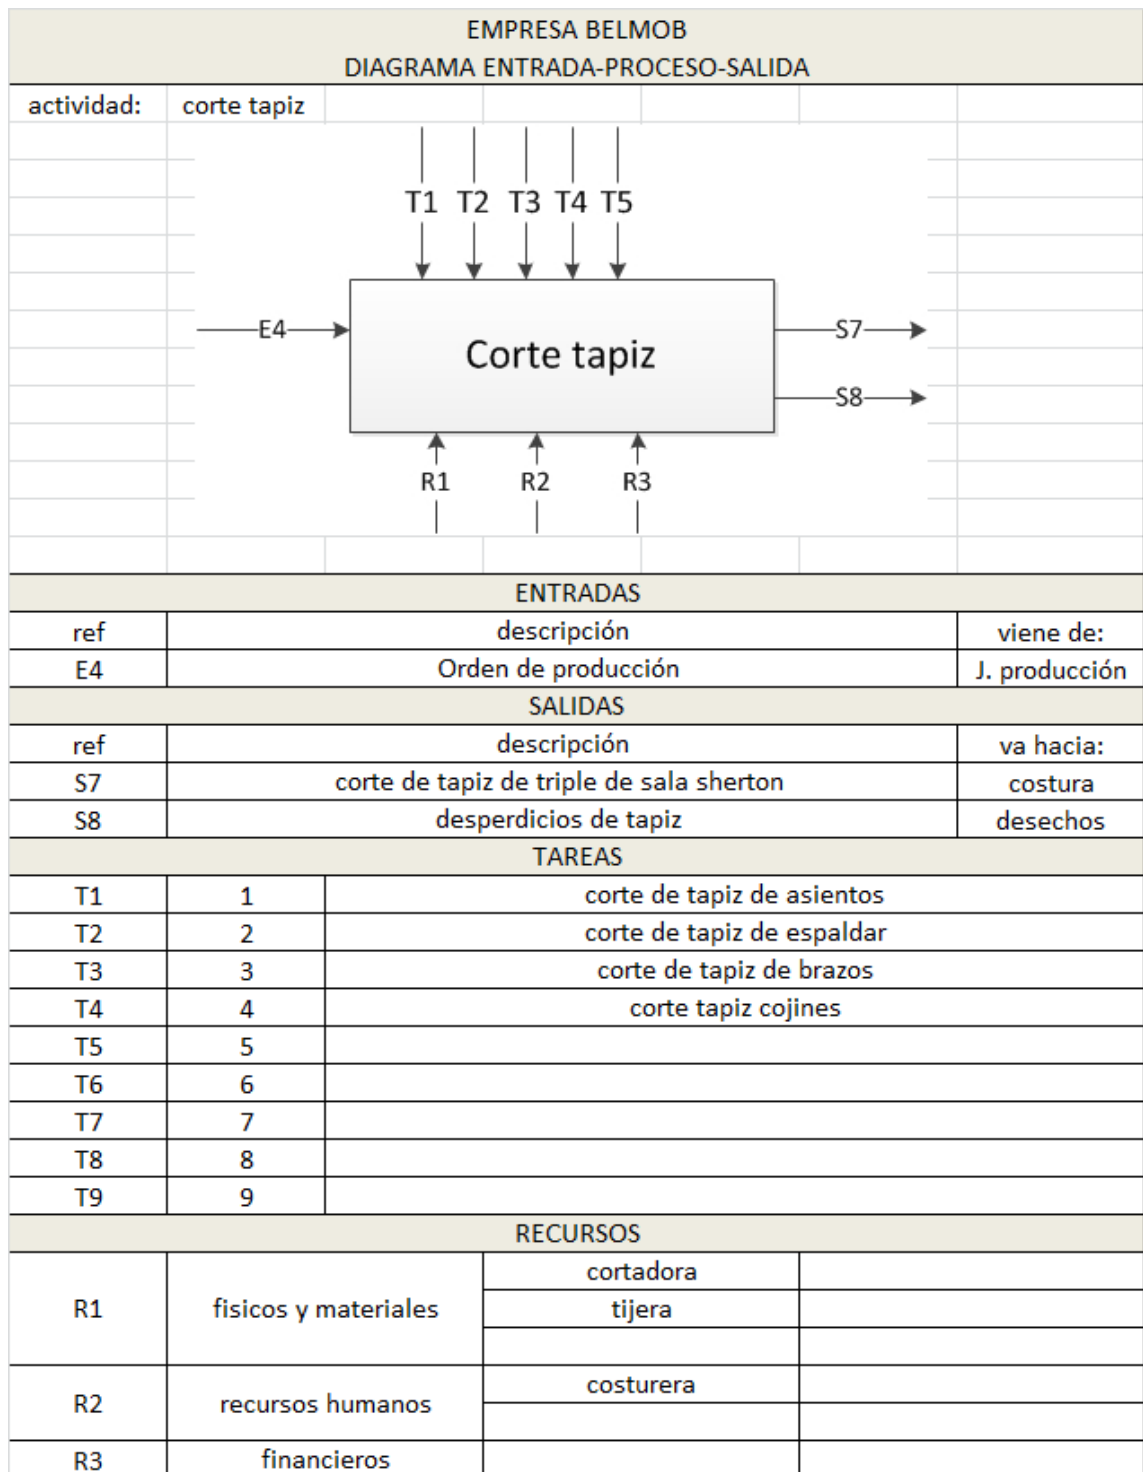 EMPRESA BELMOB
DIAGRAMA ENTRADA-PROCESO-SALIDA
actividad: corte tapiz
T1 T2 T3 T4 T5
E4
Corte tapiz
S7
S8
R1 R2 R3
ENTRADAS
ref descripción viene de:
E4 Orden de producción J. producción
SALIDAS
ref descripción va hacia:
S7 corte de tapiz de triple de sala sherton costura
S8 desperdicios de tapiz desechos
TAREAS
T1 1 corte de tapiz de asientos
T2 2 corte de tapiz de espaldar
T3 3 corte de tapiz de brazos
T4 4 corte tapiz cojines
T5 5
T6 6
T7 7
T8 8
T9 9
RECURSOS
R1 fisicos y materiales cortadora
tijera
R2 recursos humanos costurera
R3 financieros